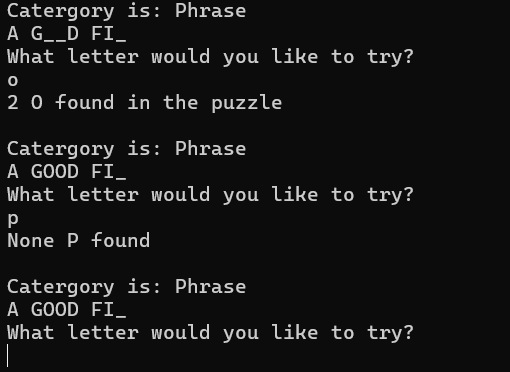 Catergory is: Phrase
A G__D FI_
What letter would you like to try?
o
2 O found in the puzzle
Catergory is: Phrase
A GOOD FI_
What letter would you like to try?
p
None P found
Catergory is: Phrase
A GOOD FI_
What letter would you like to try?